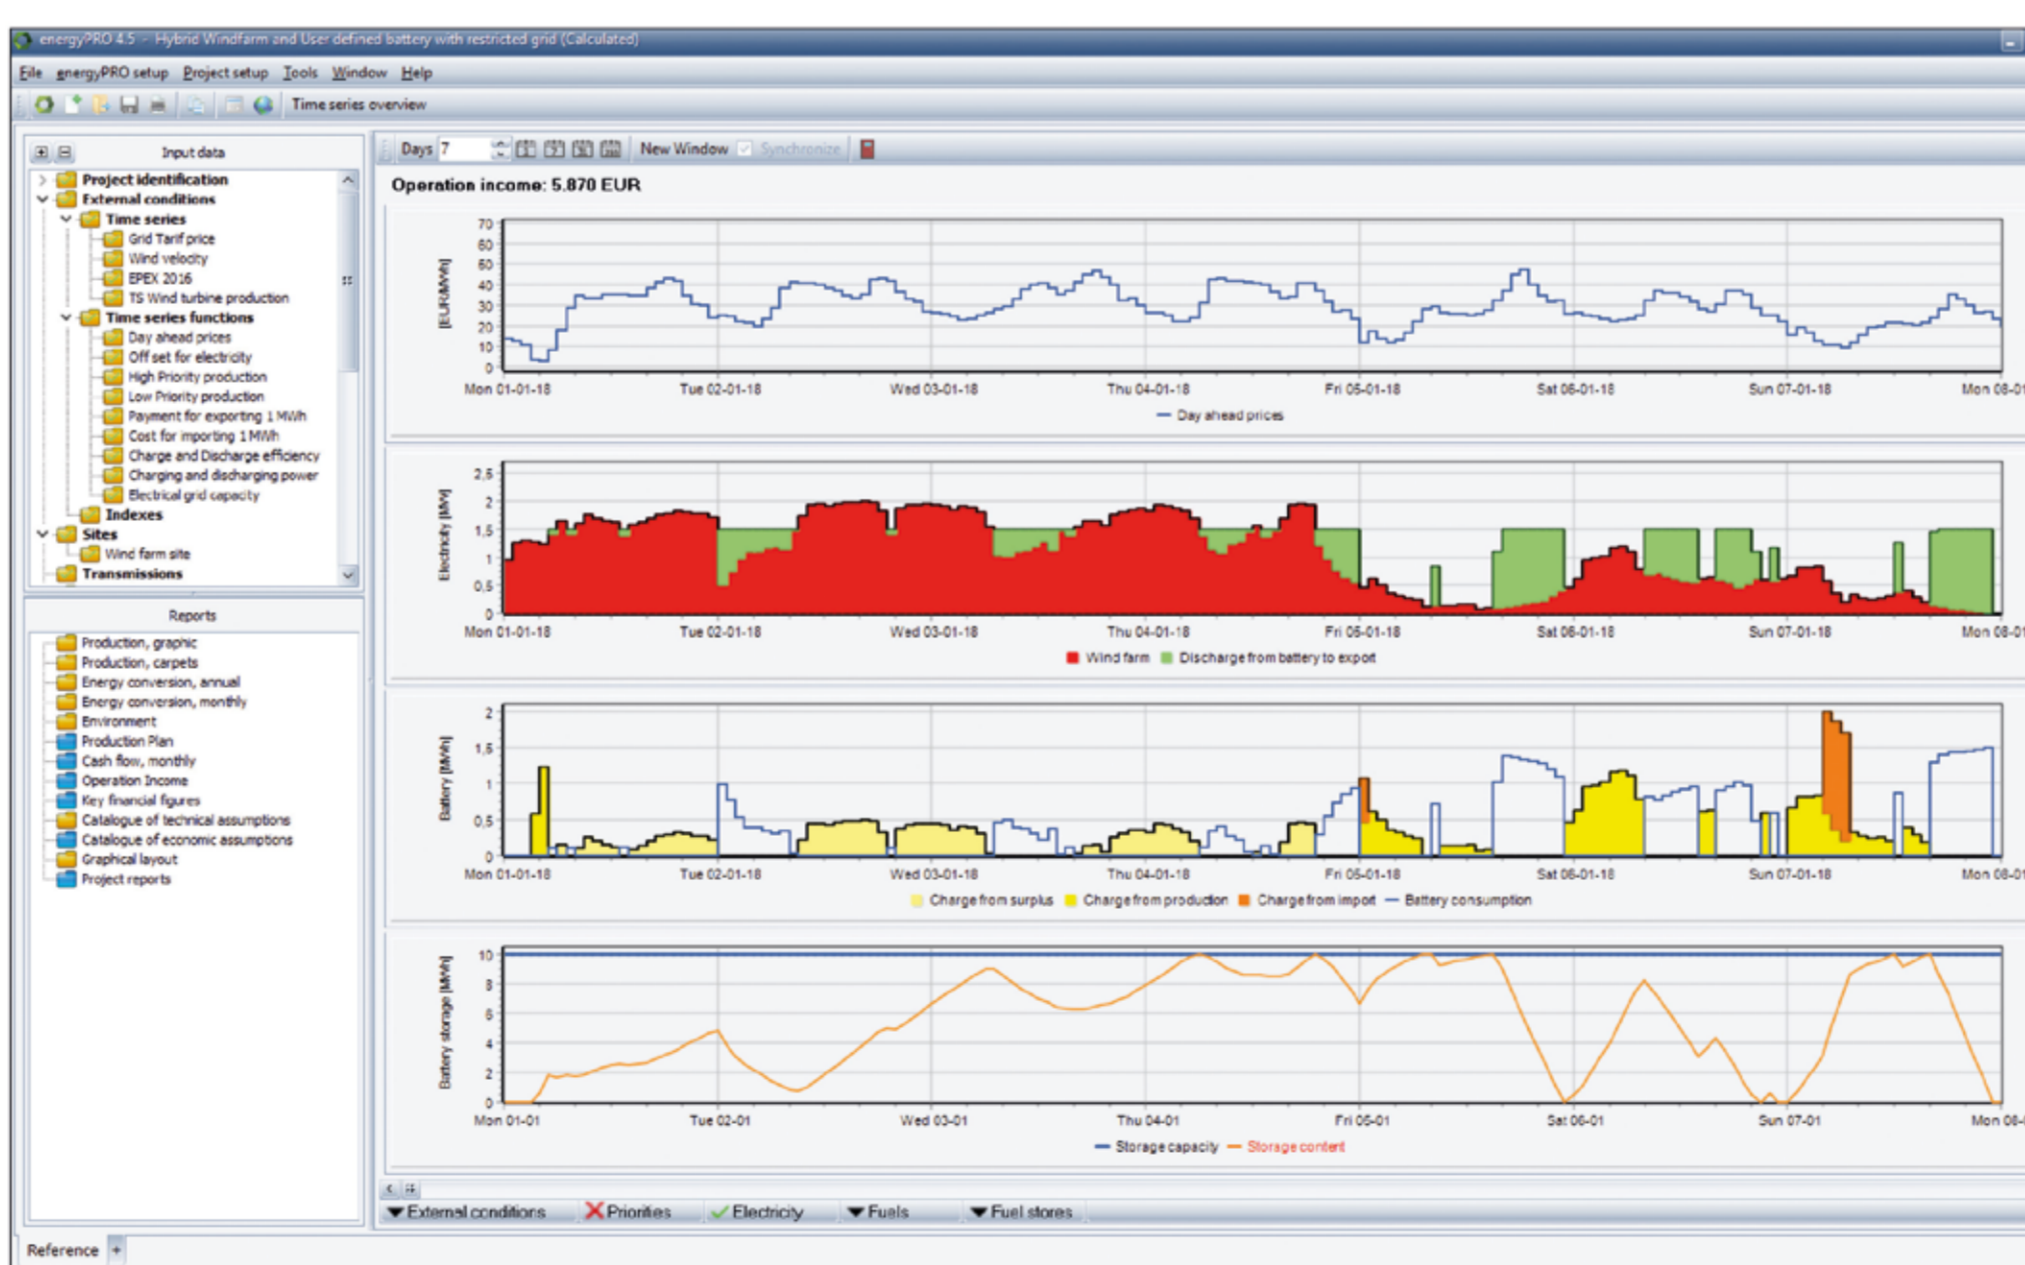 energyPRO 4.5 - Hybrid Windfarm and User defined battery with restricted grid (Calculated)
File energyPRO setup Project setup Tools Window Help
Time series overview
Input data
Project identification
External conditions
Time series
Grid Tarif price
Wind velocity
EPEX 2016
TS Wind turbine production
Time series functions
Day ahead prices
Off set for electricity
High Priority production
Low Priority production
Payment for exporting 1 MWh
Cost for importing 1 MWh
Charge and Discharge efficiency
Charging and discharging power
Electrical grid capacity
Indexes
Sites
Wind farm site
Transmissions
Reports
Production, graphic
Production, carpets
Energy conversion, annual
Energy conversion, monthly
Environment
Production Plan
Cash flow, monthly
Operation Income
Key financial figures
Catalogue of technical assumptions
Catalogue of economic assumptions
Graphical layout
Project reports
Days 7 New Window Synchronize
Operation income: 5.870 EUR
[EUR/MWh]
70
60
50
40
30
20
10
0
Mon 01-01-18 Tue 02-01-18 Wed 03-01-18 Thu 04-01-18 Fri 05-01-18 Sat 06-01-18 Sun 07-01-18 Mon 08-01
Day ahead prices
Electricity [MW]
2,5
2
1,5
1
0,5
0
Mon 01-01-18 Tue 02-01-18 Wed 03-01-18 Thu 04-01-18 Fri 05-01-18 Sat 06-01-18 Sun 07-01-18 Mon 08-01
Wind farm Discharge from battery to export
Battery [MWh]
2
1,5
1
0,5
0
Mon 01-01-18 Tue 02-01-18 Wed 03-01-18 Thu 04-01-18 Fri 05-01-18 Sat 06-01-18 Sun 07-01-18 Mon 08-01
Charge from surplus Charge from production Charge from import Battery consumption
Battery storage [MWh]
10
8
6
4
2
0
Mon 01-01 Tue 02-01 Wed 03-01 Thu 04-01 Fri 05-01 Sat 06-01 Sun 07-01 Mon 08-
Storage capacity Storage content
External conditions Priorities Electricity Fuels Fuel stores
Reference +